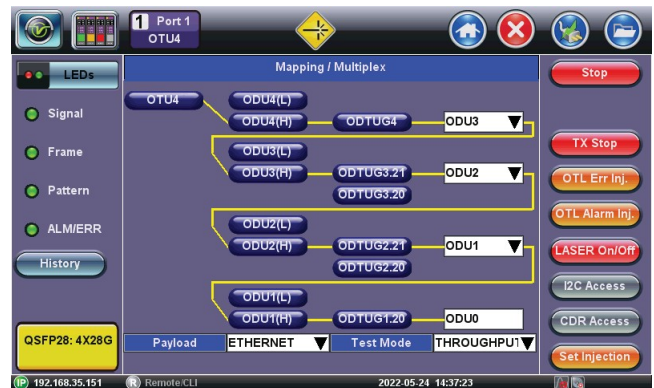 1 Port 1
OTU4
LEDs
Mapping / Multiplex
Stop
OTU4
ODU4(L)
Signal
ODU4(H)
ODTUG4
ODU3
Frame
ODU3(L)
TX Stop
ODU3(H)
ODTUG3.21
ODU2
OTL Err Inj.
Pattern
ODTUG3.20
OTL Alarm Inj.
ODU2(L)
ALM/ERR
ODU2(H)
ODTUG2.21
ODU1
LASER On/Off
History
ODTUG2.20
I2C Access
ODU1(L)
ODU1(H)
ODTUG1.20
ODU0
CDR Access
QSFP28: 4X28G
Payload
ETHERNET
Test Mode
THROUGHPUT
Set Injection
IP 192.168.35.151
R Remote/CLI
2022-05-24 14:37:23